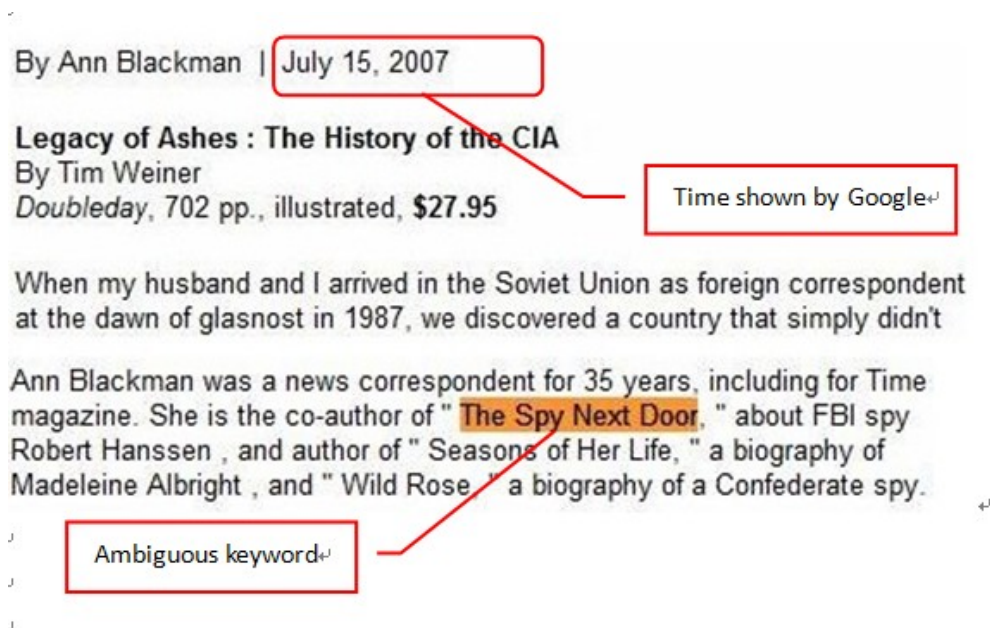 By Ann Blackman | July 15, 2007
Legacy of Ashes : The History of the CIA
By Tim Weiner
Doubleday, 702 pp., illustrated, $27.95
Time shown by Google
When my husband and I arrived in the Soviet Union as foreign correspondent
at the dawn of glasnost in 1987, we discovered a country that simply didn't
Ann Blackman was a news correspondent for 35 years, including for Time
magazine. She is the co-author of " The Spy Next Door, " about FBI spy
Robert Hanssen , and author of " Seasons of Her Life, " a biography of
Madeleine Albright , and " Wild Rose, " a biography of a Confederate spy.
Ambiguous keyword